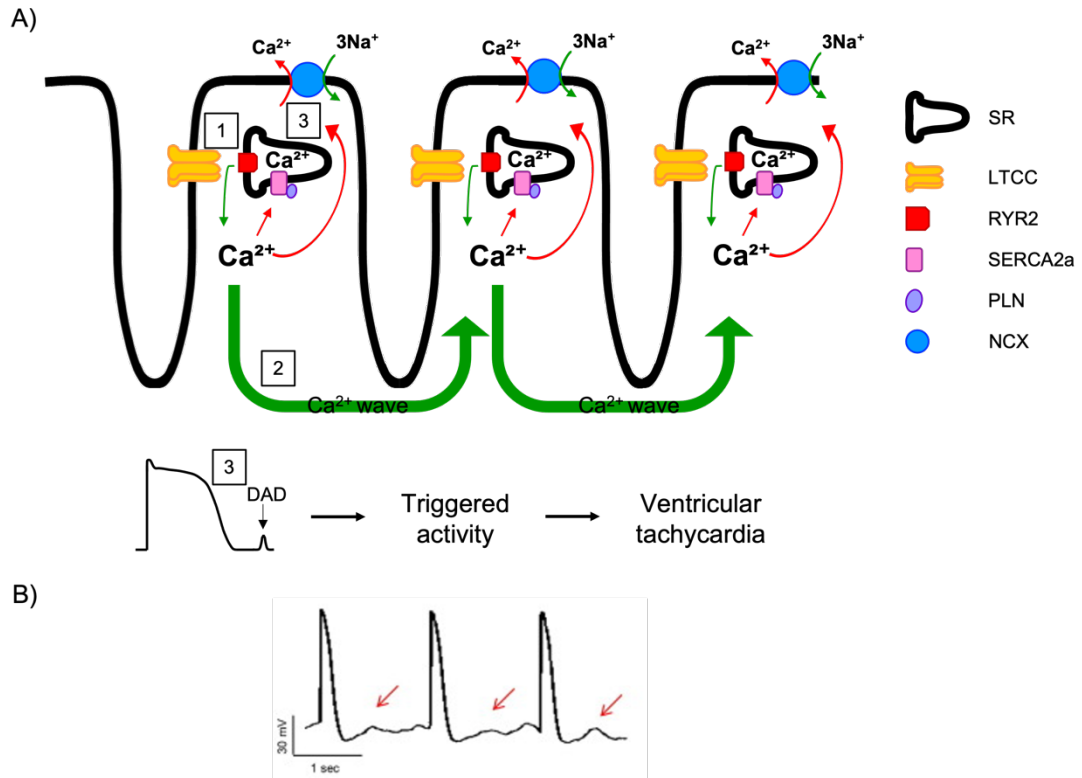 A)
Ca²⁺ 3Na⁺ Ca²⁺ 3Na⁺ Ca²⁺ 3Na⁺
1 3
Ca²⁺ Ca²⁺ Ca²⁺
Ca²⁺ Ca²⁺ Ca²⁺
2
Ca²⁺ wave Ca²⁺ wave
SR
LTCC
RYR2
SERCA2a
PLN
NCX
3
DAD
Triggered
activity
Ventricular
tachycardia
B)
30 mV
1 sec